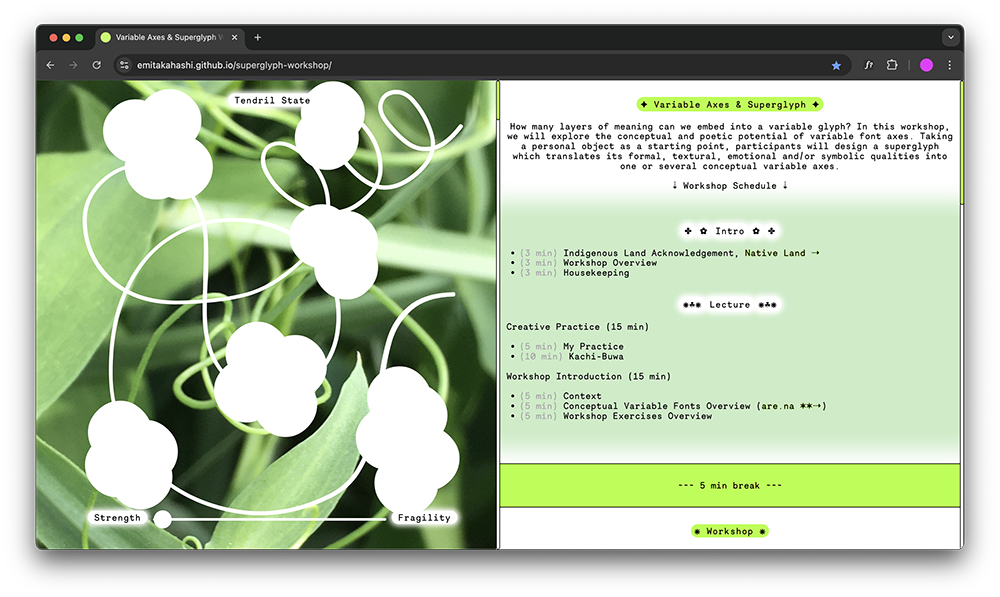 Variable Axes & Superglyph W
emitakahashi.github.io/superglyph-workshop/
Tendril State
Strength
Fragility
✦ Variable Axes & Superglyph ✦
How many layers of meaning can we embed into a variable glyph? In this workshop,
we will explore the conceptual and poetic potential of variable font axes. Taking
a personal object as a starting point, participants will design a superglyph
which translates its formal, textural, emotional and/or symbolic qualities into
one or several conceptual variable axes.
↓ Workshop Schedule ↓
✤ ✿ Intro ✿ ✤
• (3 min) Indigenous Land Acknowledgement, Native Land →
• (3 min) Workshop Overview
• (3 min) Housekeeping
✺☘✺ Lecture ✺☘✺
Creative Practice (15 min)
• (5 min) My Practice
• (10 min) Kachi-Buwa
Workshop Introduction (15 min)
• (5 min) Context
• (5 min) Conceptual Variable Fonts Overview (are.na ✶✶→)
• (5 min) Workshop Exercises Overview
--- 5 min break ---
✺ Workshop ✺